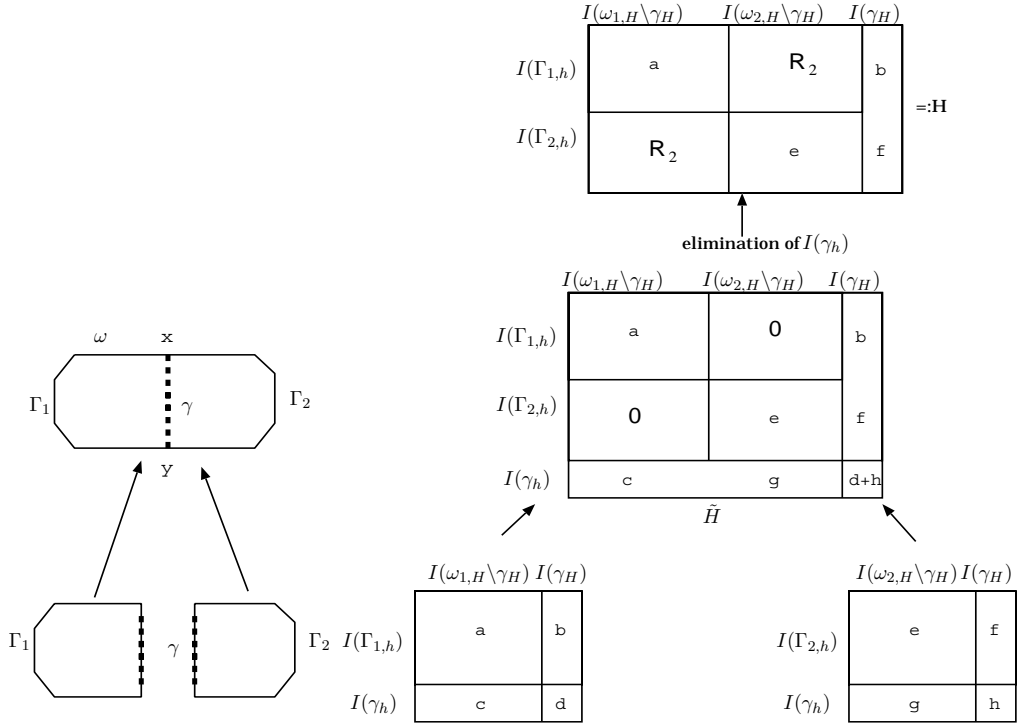 I(ω₁,H\γH) I(ω₂,H\γH) I(γH)
I(Γ₁,h) a R₂ b
=:H
I(Γ₂,h) R₂ e f
elimination of I(γh)
I(ω₁,H\γH) I(ω₂,H\γH) I(γH)
I(Γ₁,h) a 0 b
I(Γ₂,h) 0 e f
I(γh) c g d+h
H̃
ω x
Γ₁ γ Γ₂
y
Γ₁ γ Γ₂
I(ω₁,H\γH) I(γH)
I(Γ₁,h) a b
I(γh) c d
I(ω₂,H\γH) I(γH)
I(Γ₂,h) e f
I(γh) g h